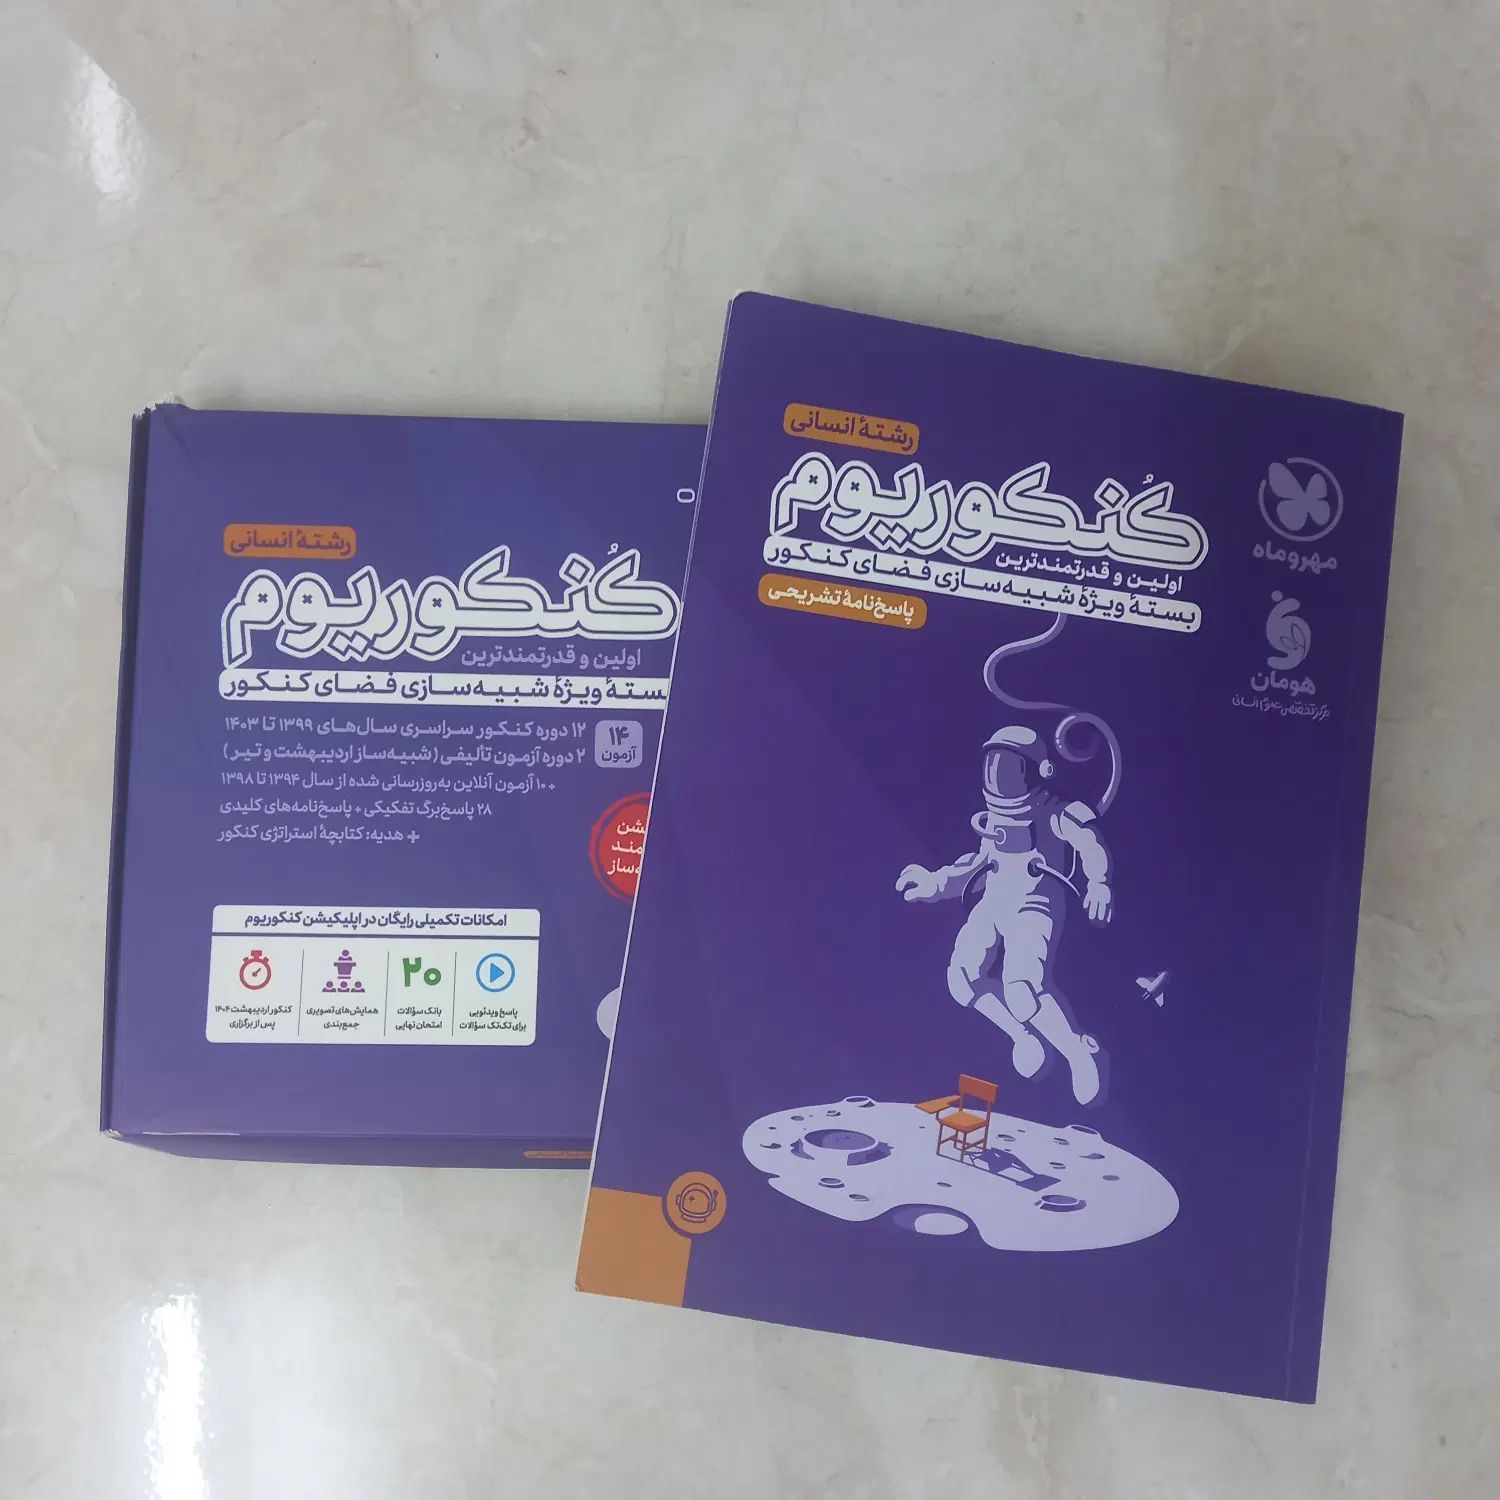 رشتهٔ انسانی
کُنکوریوم
اولین و قدرتمندترین
بستهٔ ویژهٔ شبیه‌سازی فضای کنکور
پاسخ‌نامهٔ تشریحی
مهروماه
هومان
مرکز تخصصی علوم انسانی
رشتهٔ انسانی
کُنکوریوم
اولین و قدرتمندترین
بستهٔ ویژهٔ شبیه‌سازی فضای کنکور
۱۴
آزمون
۱۲ دوره کنکور سراسری سال‌های ۱۳۹۹ تا ۱۴۰۳
۲ دوره آزمون تألیفی (شبیه‌ساز اردیبهشت و تیر)
+ ۱۰ آزمون آنلاین به‌روزرسانی شده از سال ۱۳۹۴ تا ۱۳۹۸
۲۸ پاسخ‌برگ تفکیکی + پاسخ‌نامه‌های کلیدی
+ هدیه: کتابچهٔ استراتژی کنکور
امکانات تکمیلی رایگان در اپلیکیشن کنکوریوم
پاسخ ویدئویی
برای تک‌تک سؤالات
۲۰
بانک سؤالات
امتحان نهایی
همایش‌های تصویری
جمع‌بندی
کنکور اردیبهشت ۱۴۰۴
پس از برگزاری